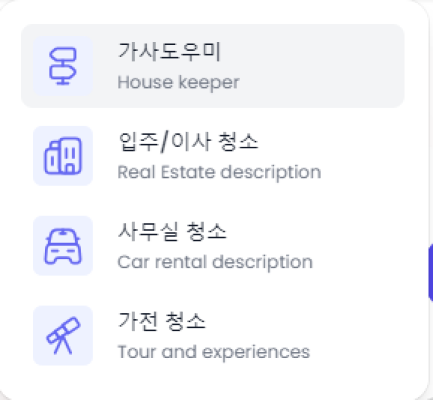 가사도우미
House keeper
입주/이사 청소
Real Estate description
사무실 청소
Car rental description
가전 청소
Tour and experiences